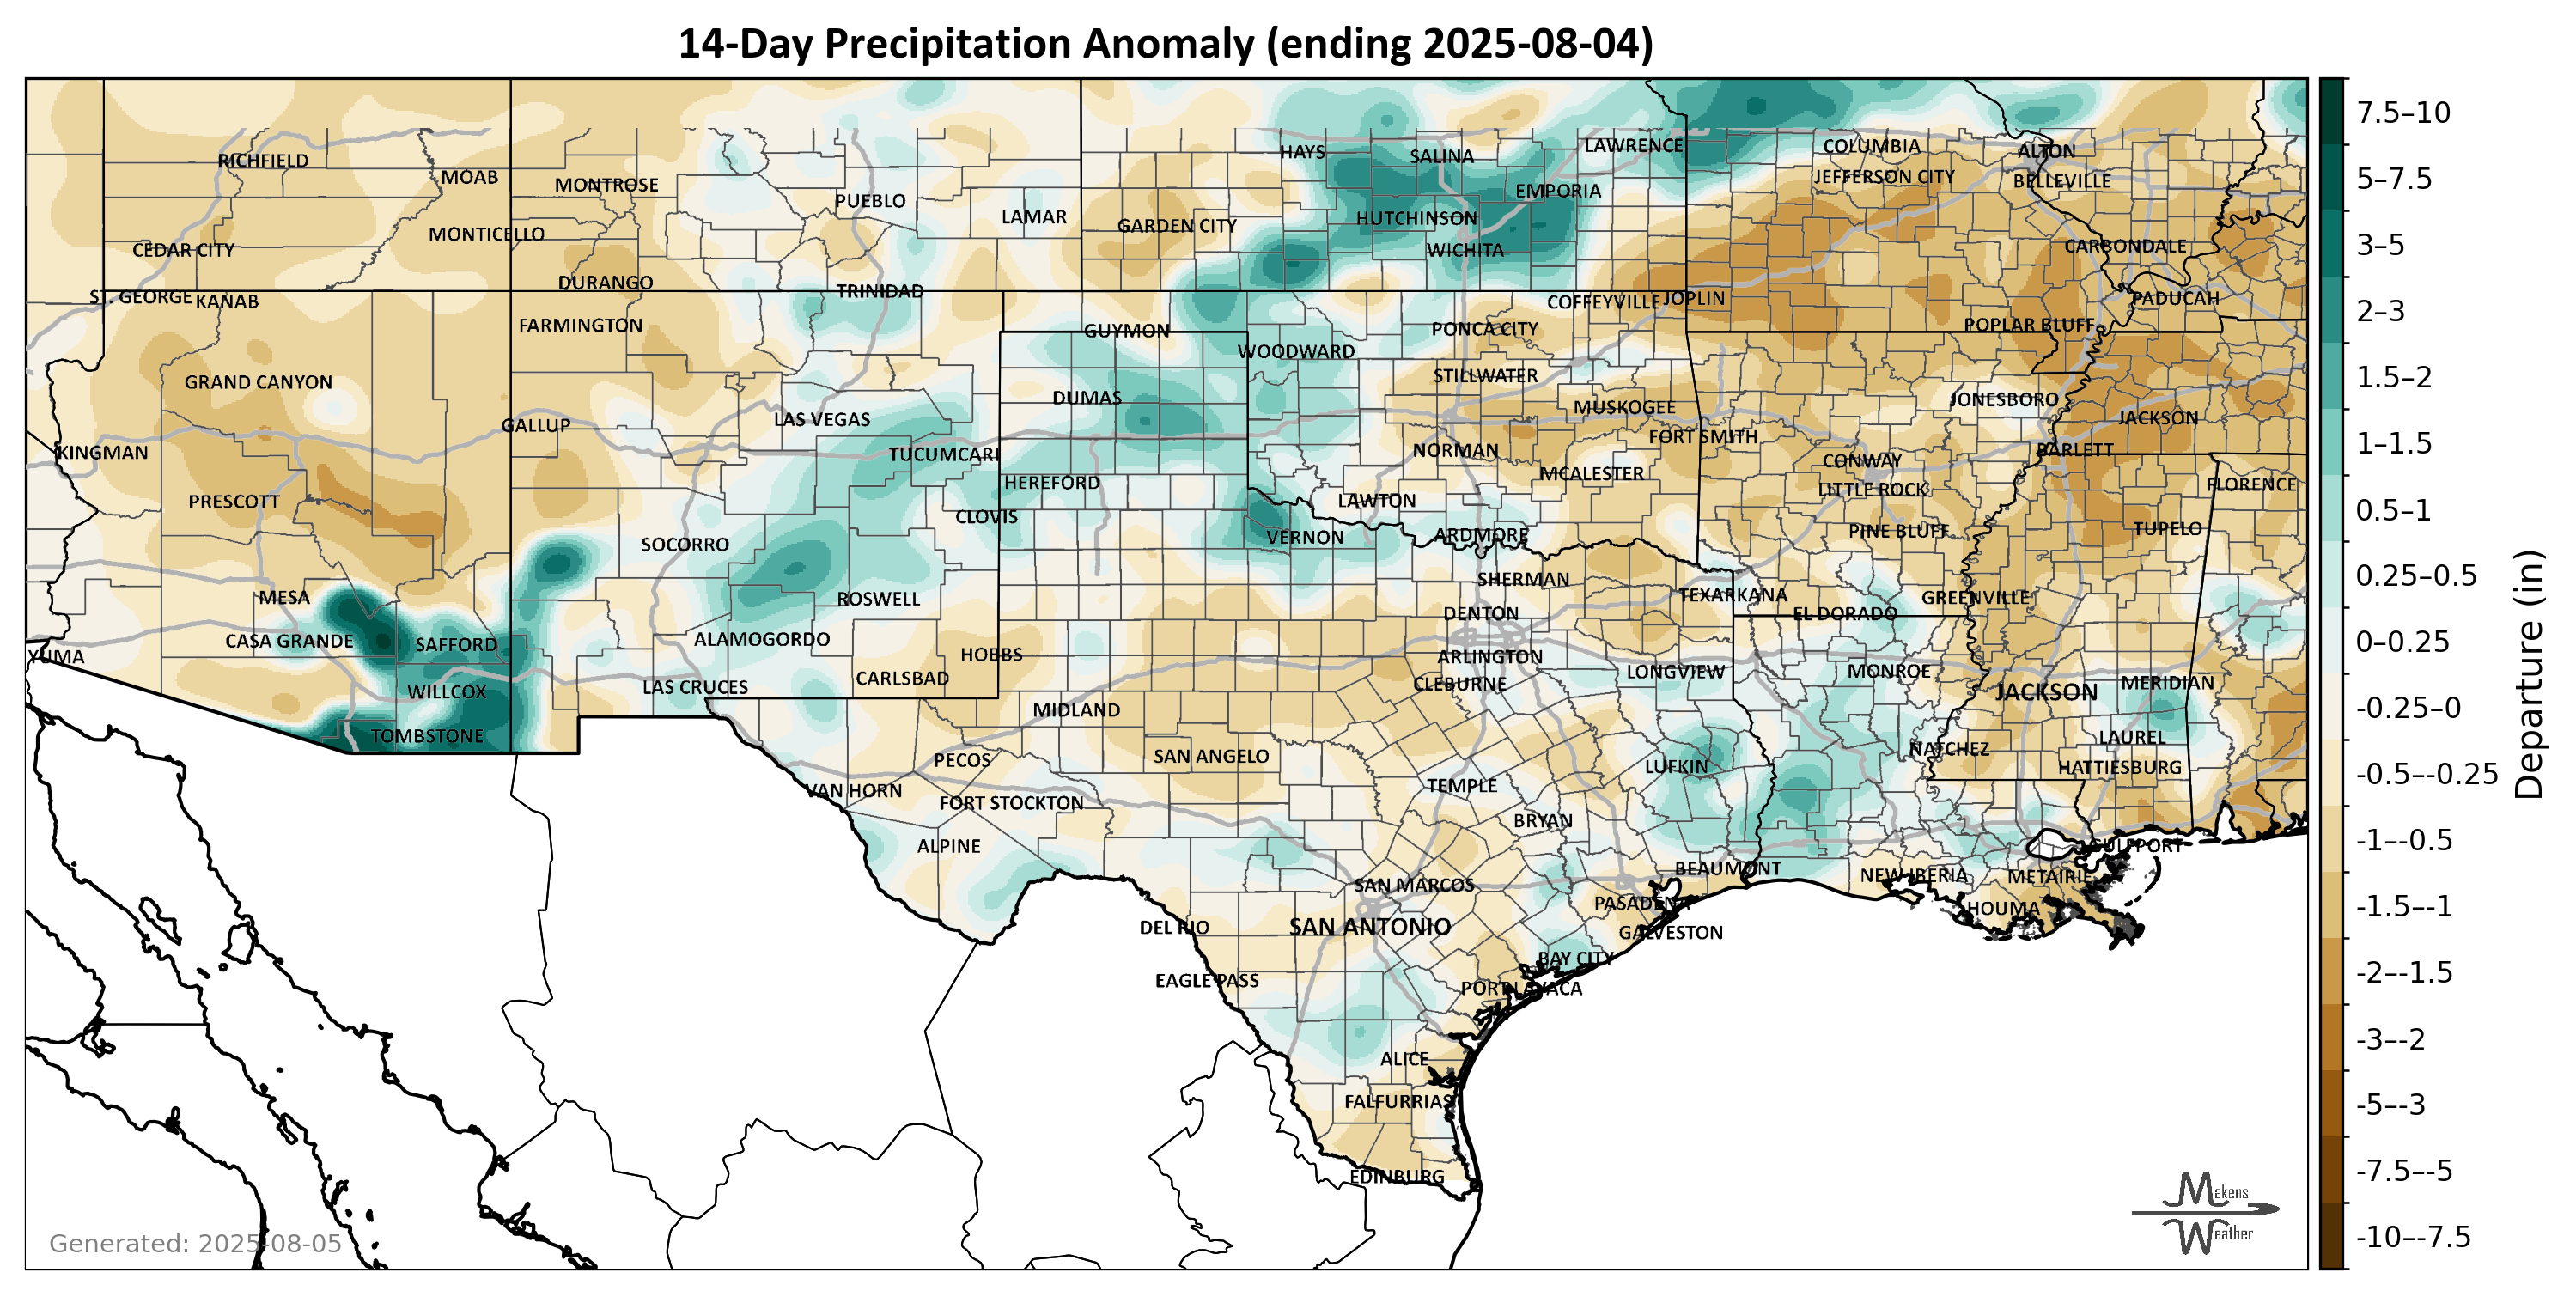 14-Day Precipitation Anomaly (ending 2025-08-04)
HAYS
SALINA
LAWRENCE
COLUMBIA
ALTON
RICHFIELD
MOAB
MONTROSE
EMPORIA
JEFFERSON CITY
BELLEVILLE
PUEBLO
LAMAR
GARDEN CITY
HUTCHINSON
MONTICELLO
CEDAR CITY
WICHITA
CARBONDALE
DURANGO
TRINIDAD
ST. GEORGE
KANAB
COFFEYVILLE
JOPLIN
PADUCAH
FARMINGTON
GUYMON
PONCA CITY
POPLAR BLUFF
WOODWARD
GRAND CANYON
DUMAS
STILLWATER
MUSKOGEE
JONESBORO
GALLUP
LAS VEGAS
JACKSON
KINGMAN
TUCUMCARI
NORMAN
FORT SMITH
BARLETT
CONWAY
MCALESTER
HEREFORD
LITTLE ROCK
FLORENCE
PRESCOTT
LAWTON
CLOVIS
VERNON
ARDMORE
PINE BLUFF
TUPELO
SOCORRO
SHERMAN
MESA
ROSWELL
DENTON
TEXARKANA
EL DORADO
GREENVILLE
CASA GRANDE
SAFFORD
ALAMOGORDO
YUMA
HOBBS
ARLINGTON
LONGVIEW
MONROE
CARLSBAD
CLEBURNE
MERIDIAN
WILLCOX
LAS CRUCES
JACKSON
MIDLAND
TOMBSTONE
LAUREL
PECOS
SAN ANGELO
NATCHEZ
LUFKIN
HATTIESBURG
VAN HORN
TEMPLE
FORT STOCKTON
BRYAN
ALPINE
GULFPORT
BEAUMONT
NEW IBERIA
METAIRIE
SAN MARCOS
PASADENA
HOUMA
DEL RIO
SAN ANTONIO
GALVESTON
BAY CITY
EAGLE PASS
PORT LAVACA
ALICE
FALFURRIAS
EDINBURG
7.5–10
5–7.5
3–5
2–3
1.5–2
1–1.5
0.5–1
0.25–0.5
0–0.25
-0.25–0
-0.5–-0.25
-1–-0.5
-1.5–-1
-2–-1.5
-3–-2
-5–-3
-7.5–-5
-10–-7.5
Departure (in)
Makens
Weather
Generated: 2025-08-05